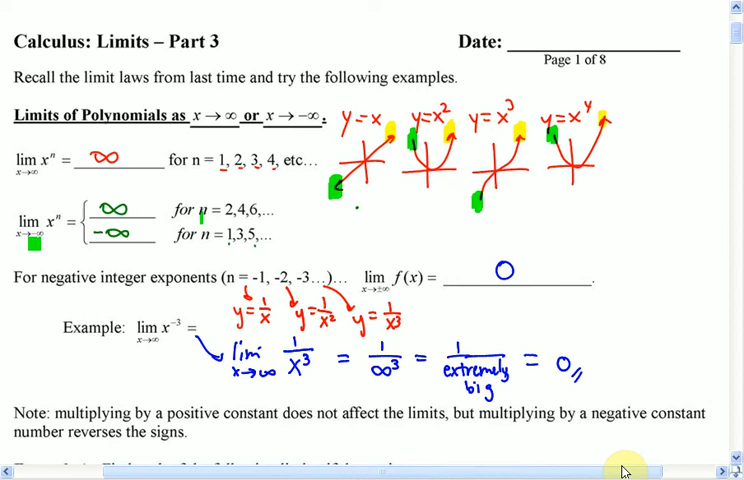 Calculus: Limits – Part 3 Date: ____________
Page 1 of 8
Recall the limit laws from last time and try the following examples.
Limits of Polynomials as x → ∞ or x → −∞. y = x y = x² y = x³ y = x⁴
lim x→∞ xⁿ = ∞ for n = 1, 2, 3, 4, etc…
lim x→−∞ xⁿ = { ∞ for n = 2,4,6,…
−∞ for n = 1,3,5,…
For negative integer exponents (n = -1, -2, -3…)… lim x→±∞ f(x) = 0.
y = 1/x y = 1/x² y = 1/x³
Example: lim x→∞ x⁻³ =
lim x→∞ 1/x³ = 1/∞³ = 1/extremely big = 0
Note: multiplying by a positive constant does not affect the limits, but multiplying by a negative constant
number reverses the signs.